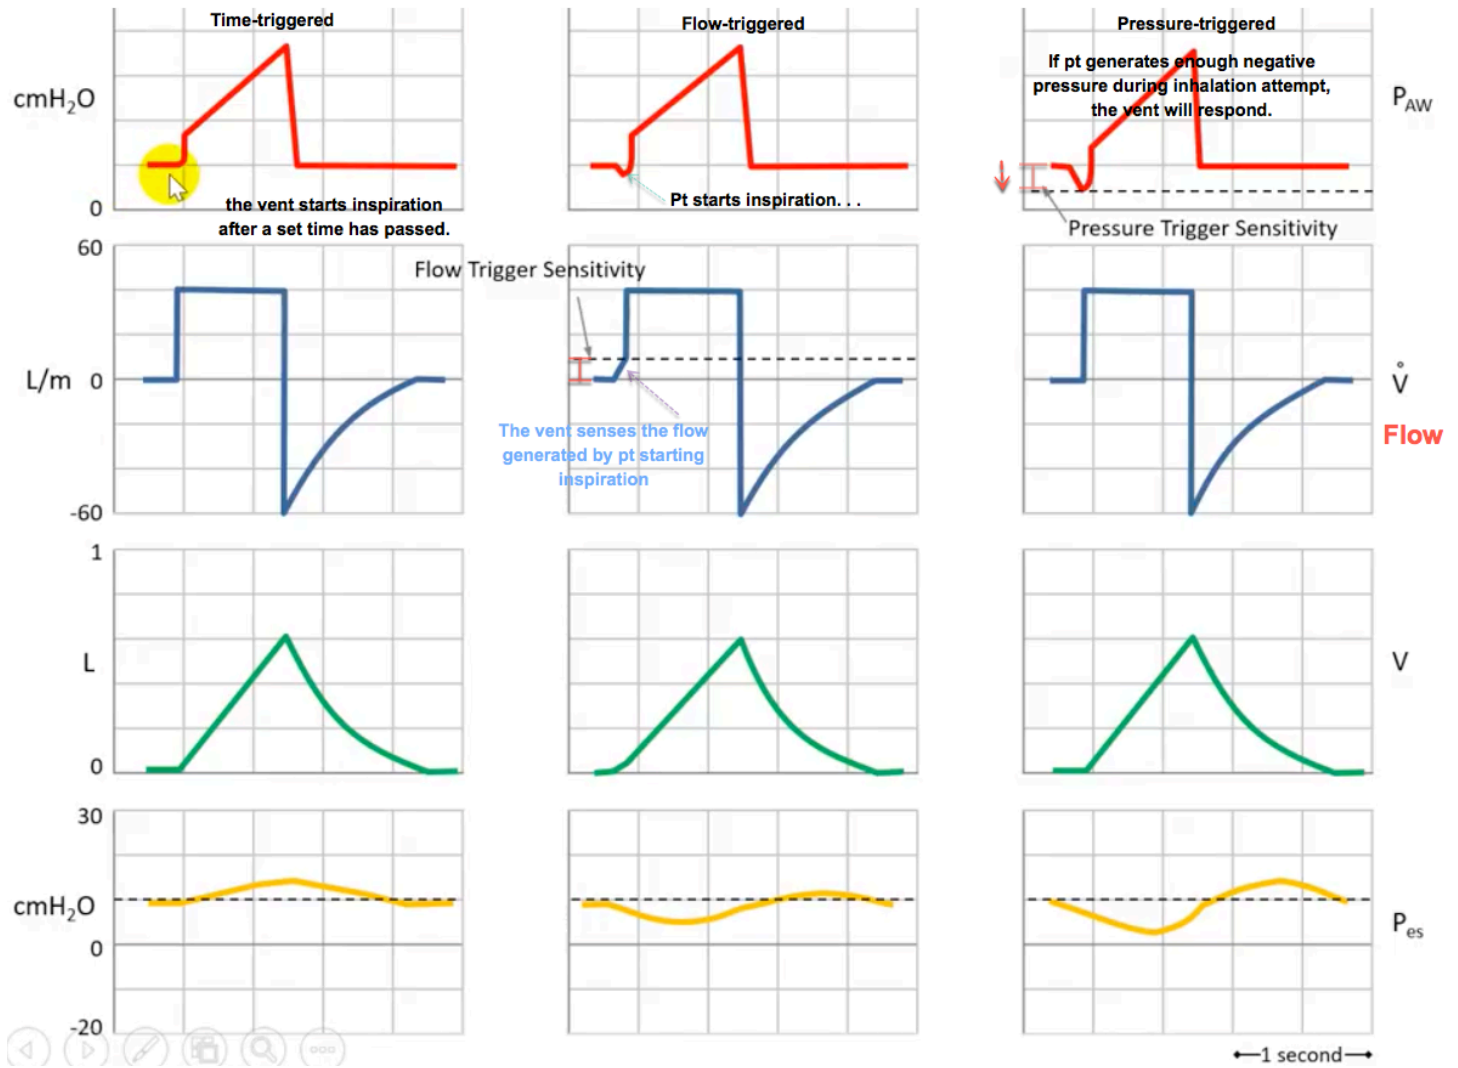 Time-triggered
Flow-triggered
Pressure-triggered
If pt generates enough negative
pressure during inhalation attempt,
the vent will respond.
cmH₂O
P_AW
0
the vent starts inspiration
after a set time has passed.
Pt starts inspiration. . .
Pressure Trigger Sensitivity
60
Flow Trigger Sensitivity
L/m
0
V̊
The vent senses the flow
generated by pt starting
inspiration
Flow
-60
1
L
V
0
30
cmH₂O
P_es
0
-20
1 second